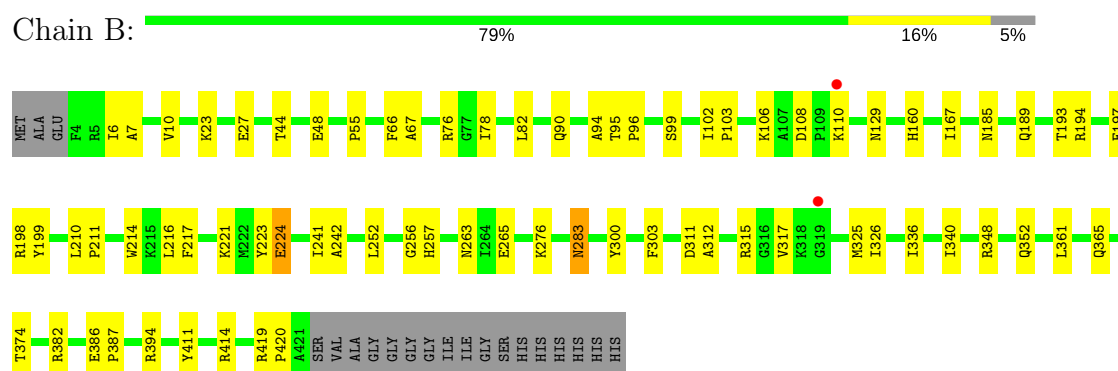 Chain B:
79% 16% 5%
MET ALA GLU F4 R5 I6 A7 V10 K23 E27 T44 E48 P55 F66 A67 R76 G77 I78 L82 Q90 A94 T95 P96 S99 I102 P103 K106 A107 D108 P109 K110 N129 H160 I167 N185 Q189 T193 R194 E197
R198 Y199 L210 P211 W214 K215 L216 F217 K221 M222 Y223 E224 I241 A242 L252 G256 H257 N263 I264 E265 K276 N283 Y300 F303 D311 A312 R315 G316 V317 K318 G319 M325 I326 I336 I340 R348 Q352 L361 Q365
T374 R382 E386 P387 R394 Y411 R414 R419 P420 A421 SER VAL ALA GLY GLY GLY GLY ILE ILE GLY SER HIS HIS HIS HIS HIS HIS